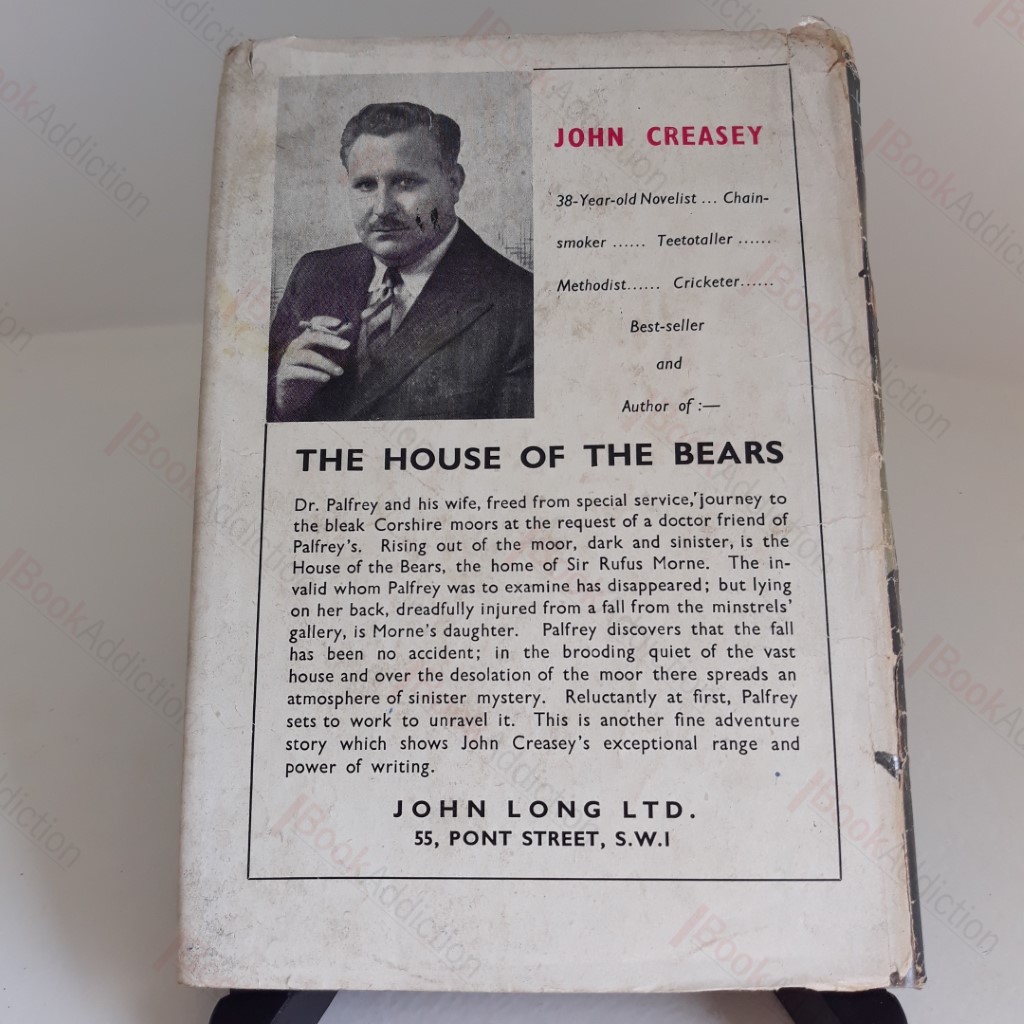 JOHN CREASEY
38-Year-old Novelist ... Chain-
smoker ...... Teetotaller ......
Methodist...... Cricketer......
Best-seller
and
Author of :—
THE HOUSE OF THE BEARS
Dr. Palfrey and his wife, freed from special service, journey to
the bleak Corshire moors at the request of a doctor friend of
Palfrey's. Rising out of the moor, dark and sinister, is the
House of the Bears, the home of Sir Rufus Morne. The in-
valid whom Palfrey was to examine has disappeared; but lying
on her back, dreadfully injured from a fall from the minstrels'
gallery, is Morne's daughter. Palfrey discovers that the fall
has been no accident; in the brooding quiet of the vast
house and over the desolation of the moor there spreads an
atmosphere of sinister mystery. Reluctantly at first, Palfrey
sets to work to unravel it. This is another fine adventure
story which shows John Creasey's exceptional range and
power of writing.
JOHN LONG LTD.
55, PONT STREET, S.W.1
BookAddiction